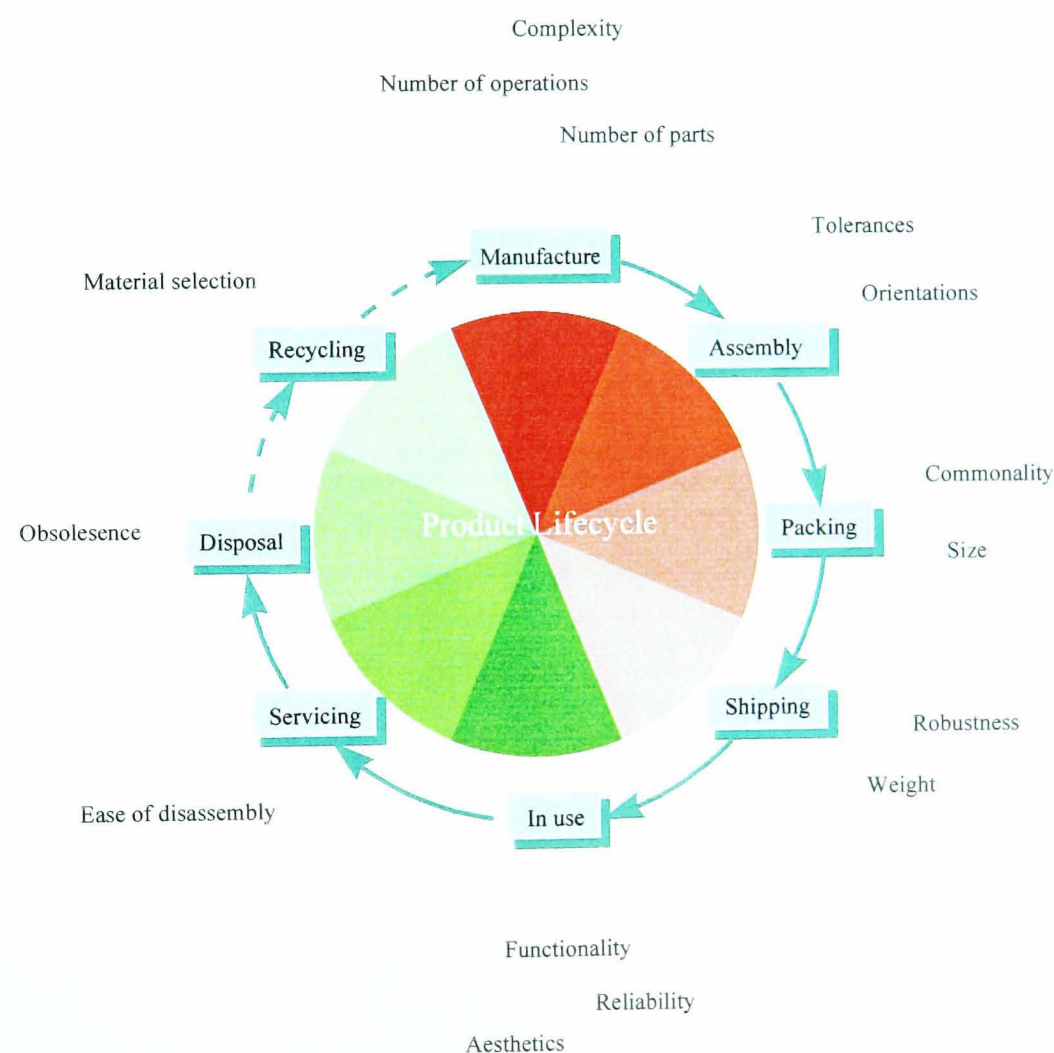 Complexity
Number of operations
Number of parts
Tolerances
Manufacture
Material selection
Orientations
Recycling
Assembly
Commonality
Product Lifecycle
Packing
Obsolesence
Disposal
Size
Shipping
Servicing
Robustness
Weight
Ease of disassembly
In use
Functionality
Reliability
Aesthetics